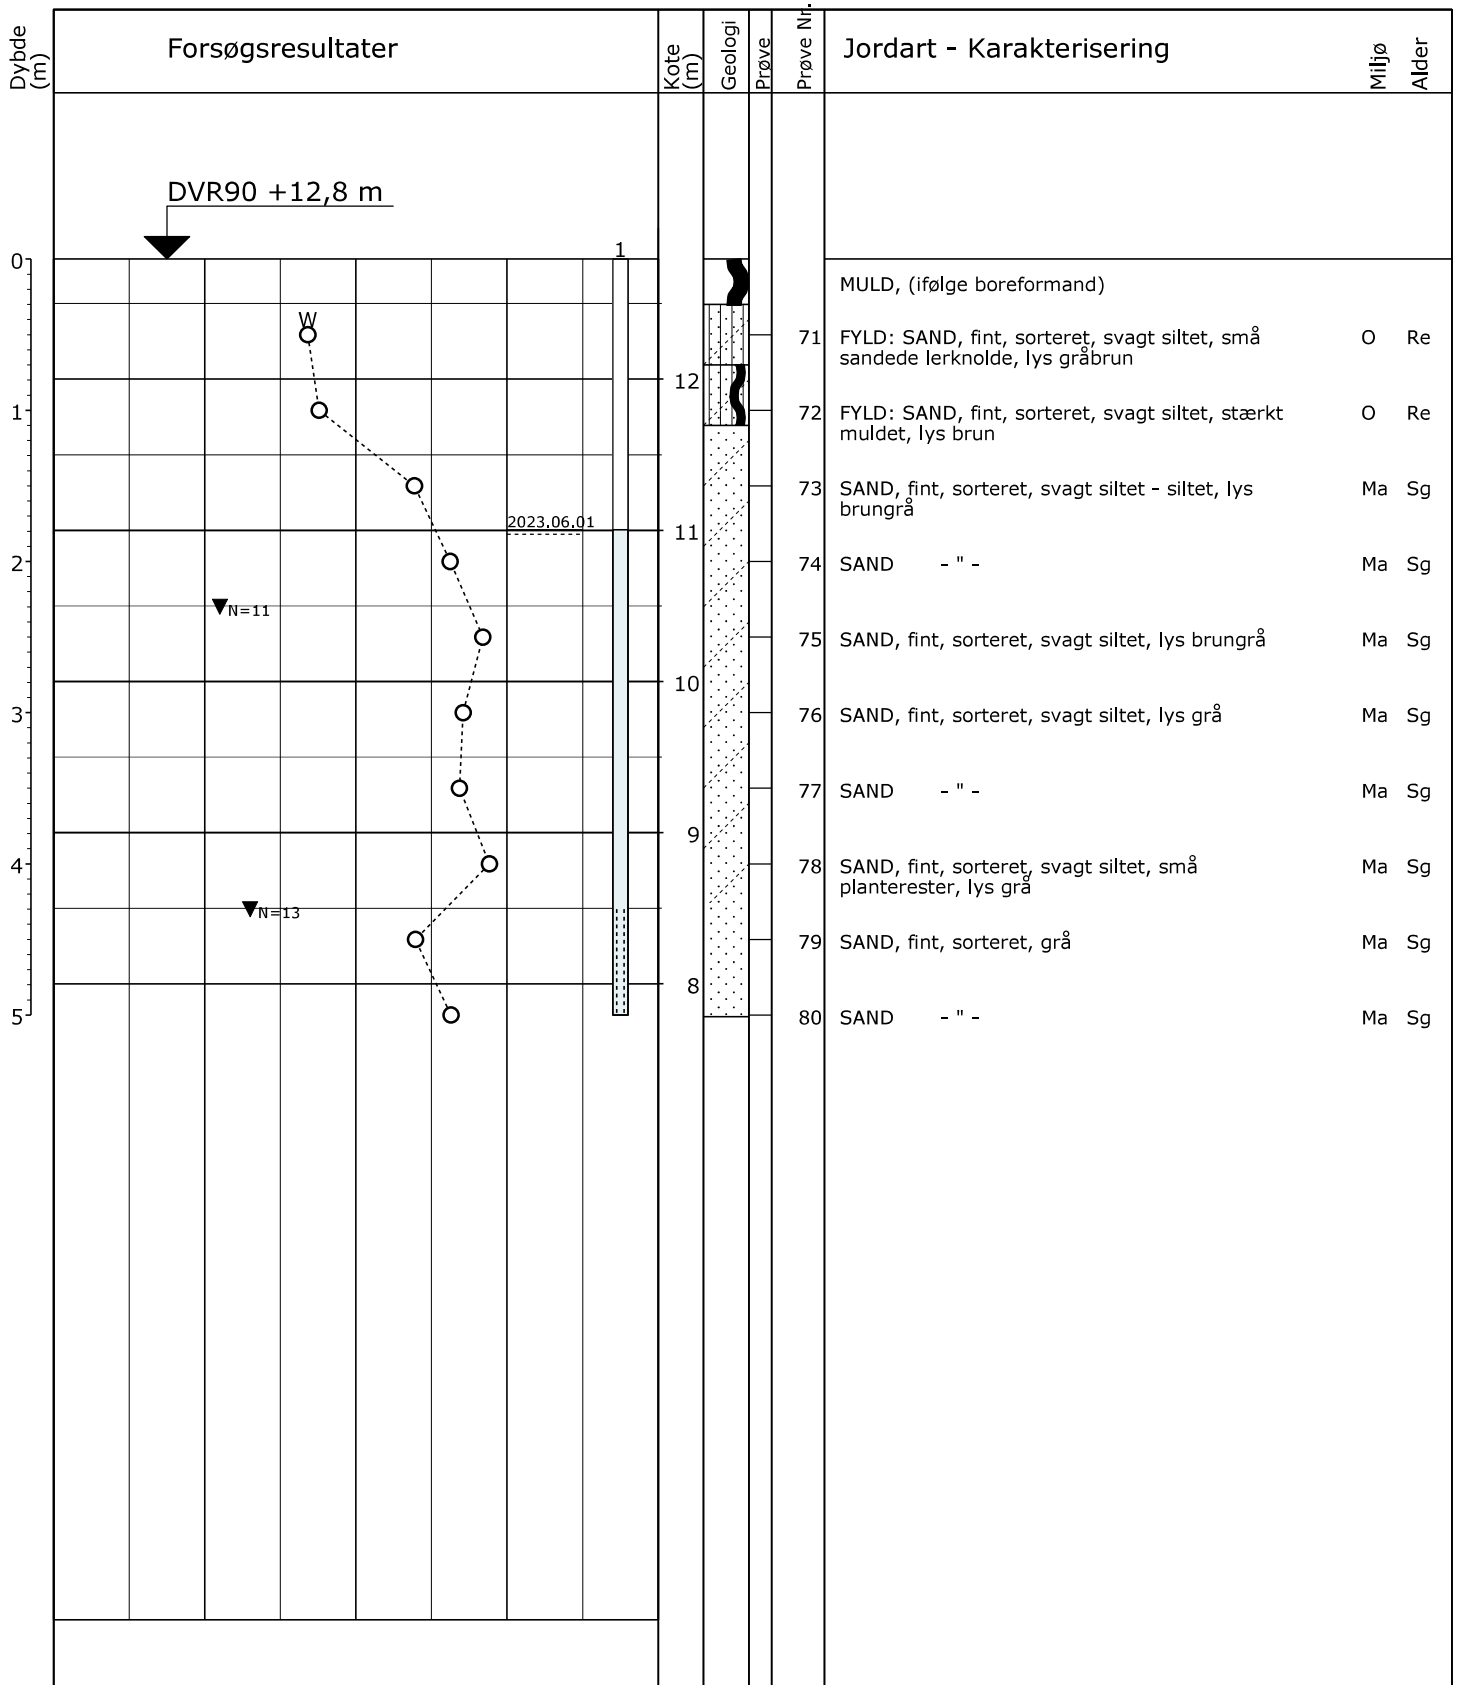 Dybde
(m)
Forsøgsresultater
Kote
(m)
Geologi
Prøve
Prøve Nr.
Jordart - Karakterisering
Miljø
Alder
DVR90 +12,8 m
1
0
MULD, (ifølge boreformand)
W
71 FYLD: SAND, fint, sorteret, svagt siltet, små O Re
sandede lerknolde, lys gråbrun
12
1
72 FYLD: SAND, fint, sorteret, svagt siltet, stærkt O Re
muldet, lys brun
73 SAND, fint, sorteret, svagt siltet - siltet, lys Ma Sg
brungrå
2023.06.01
11
2
74 SAND - " - Ma Sg
N=11
75 SAND, fint, sorteret, svagt siltet, lys brungrå Ma Sg
10
3
76 SAND, fint, sorteret, svagt siltet, lys grå Ma Sg
77 SAND - " - Ma Sg
9
4
78 SAND, fint, sorteret, svagt siltet, små Ma Sg
planterester, lys grå
N=13
79 SAND, fint, sorteret, grå Ma Sg
8
5
80 SAND - " - Ma Sg